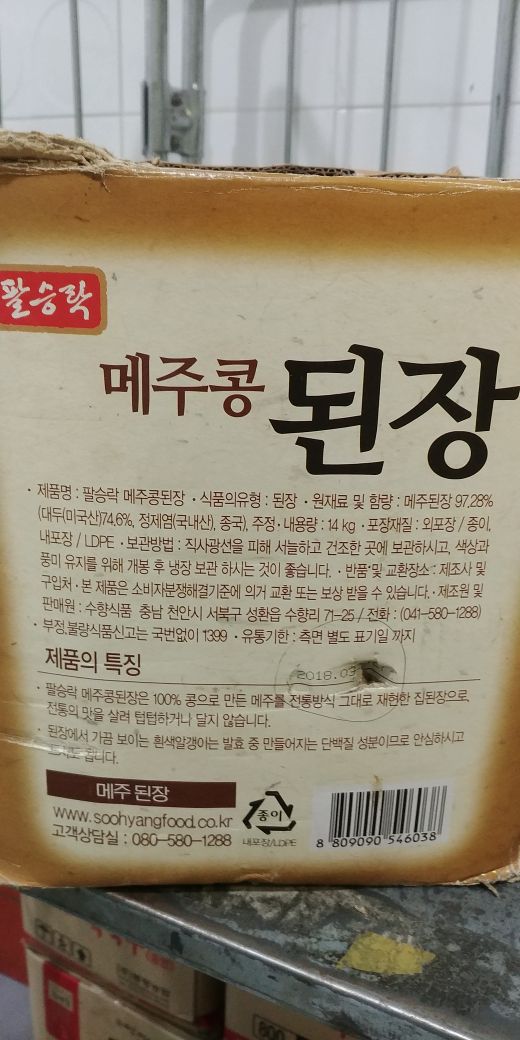 팔승락
메주콩 된장
· 제품명 : 팔승락 메주콩된장 · 식품의유형 : 된장 · 원재료 및 함량 : 메주된장 97.28%
(대두(미국산)74.6%, 정제염(국내산), 종국), 주정 · 내용량 : 14 kg · 포장재질 : 외포장 / 종이,
내포장 / LDPE · 보관방법 : 직사광선을 피해 서늘하고 건조한 곳에 보관하시고, 색상과
풍미 유지를 위해 개봉 후 냉장 보관 하시는 것이 좋습니다. · 반품 및 교환장소 : 제조사 및
구입처 · 본 제품은 소비자분쟁해결기준에 의거 교환 또는 보상 받을 수 있습니다. · 제조원 및
판매원 : 수향식품 충남 천안시 서북구 성환읍 수향리 71-25 / 전화 : (041-580-1288)
· 부정,불량식품신고는 국번없이 1399 · 유통기한 : 측면 별도 표기일 까지
제품의 특징
2018.03
· 팔승락 메주콩된장은 100% 콩으로 만든 메주를 전통방식 그대로 재현한 집된장으로,
전통의 맛을 살려 텁텁하거나 달지 않습니다.
· 된장에서 가끔 보이는 흰색알갱이는 발효 중 만들어지는 단백질 성분이므로 안심하시고
됩니다.
메주 된장
www.soohyangfood.co.kr
고객상담실 : 080-580-1288
종이
내포장/LDPE
8 809090 546038